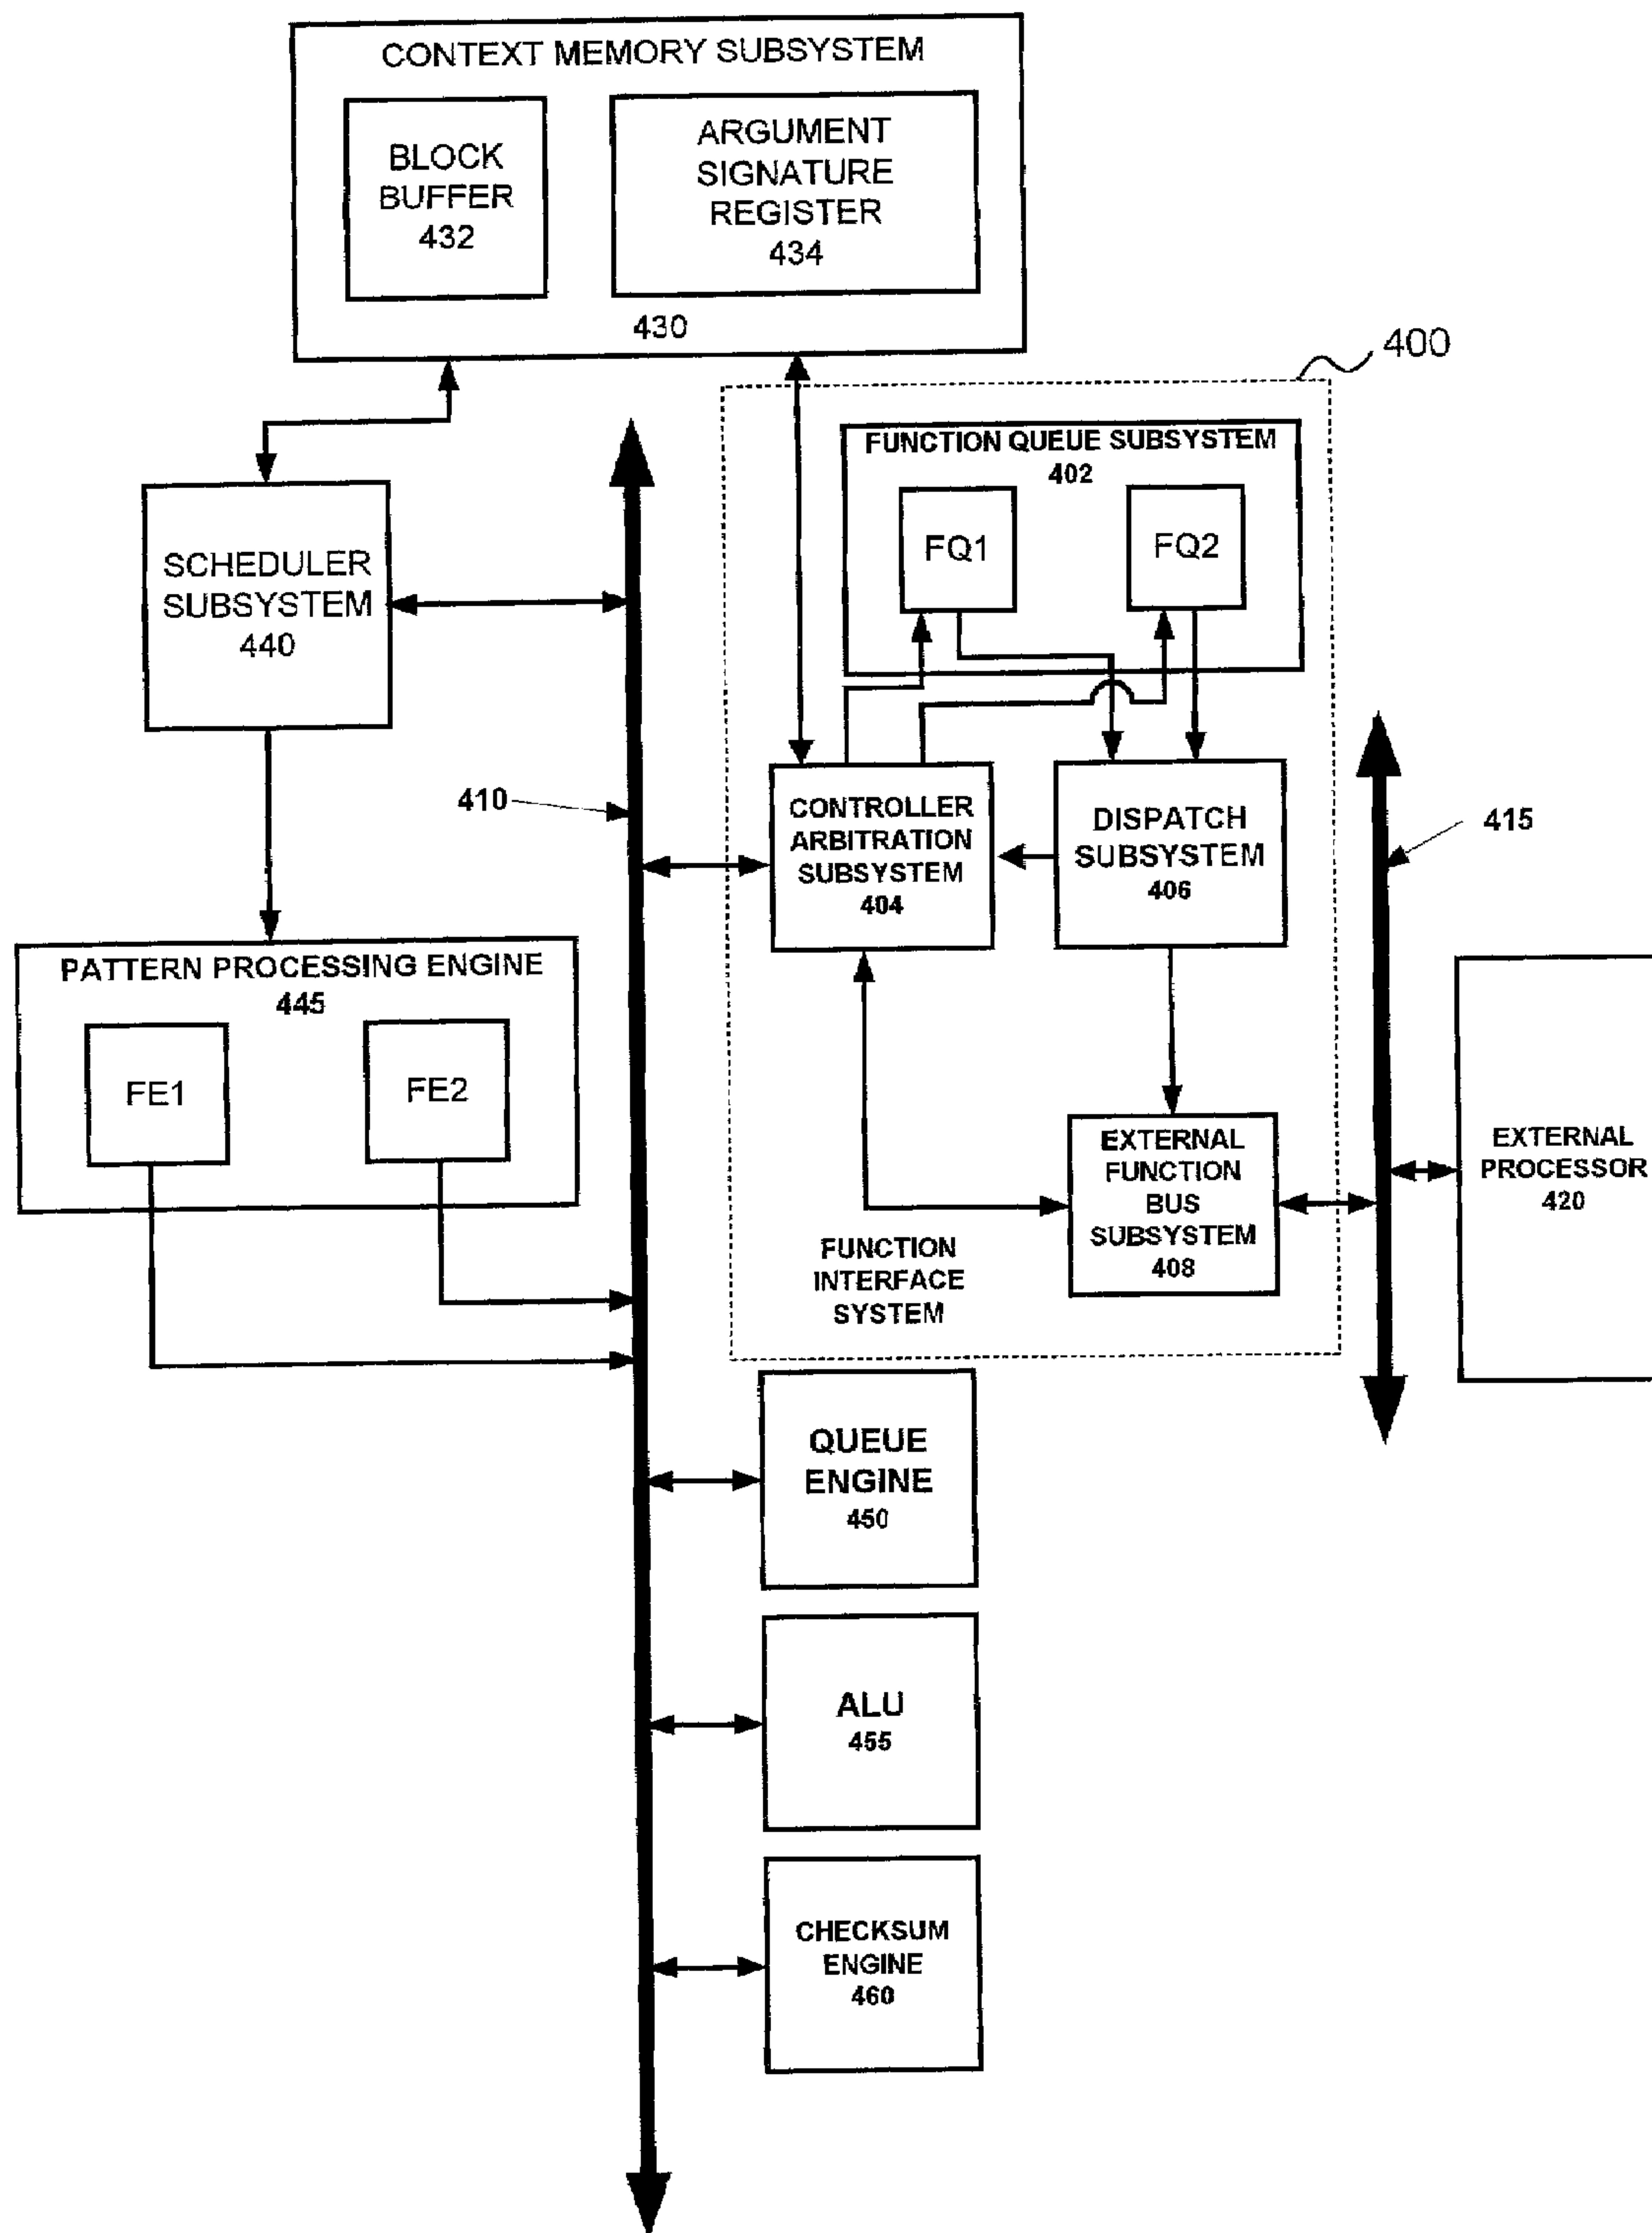 CONTEXT MEMORY SUBSYSTEM
BLOCK
BUFFER
432
ARGUMENT
SIGNATURE
REGISTER
434
430
400
FUNCTION QUEUE SUBSYSTEM
402
FQ1
FQ2
SCHEDULER
SUBSYSTEM
440
410
CONTROLLER
ARBITRATION
SUBSYSTEM
404
DISPATCH
SUBSYSTEM
406
415
PATTERN PROCESSING ENGINE
445
FE1
FE2
EXTERNAL
FUNCTION
BUS
SUBSYSTEM
408
EXTERNAL
PROCESSOR
420
FUNCTION
INTERFACE
SYSTEM
QUEUE
ENGINE
450
ALU
455
CHECKSUM
ENGINE
460